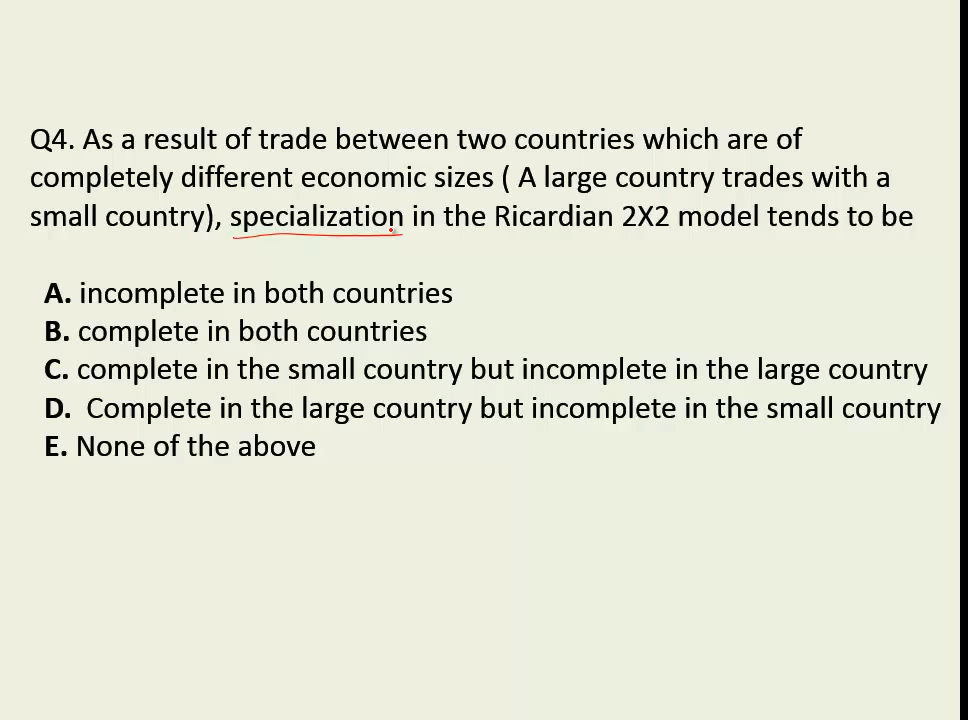 Q4. As a result of trade between two countries which are of
completely different economic sizes ( A large country trades with a
small country), specialization in the Ricardian 2X2 model tends to be
A. incomplete in both countries
B. complete in both countries
C. complete in the small country but incomplete in the large country
D. Complete in the large country but incomplete in the small country
E. None of the above